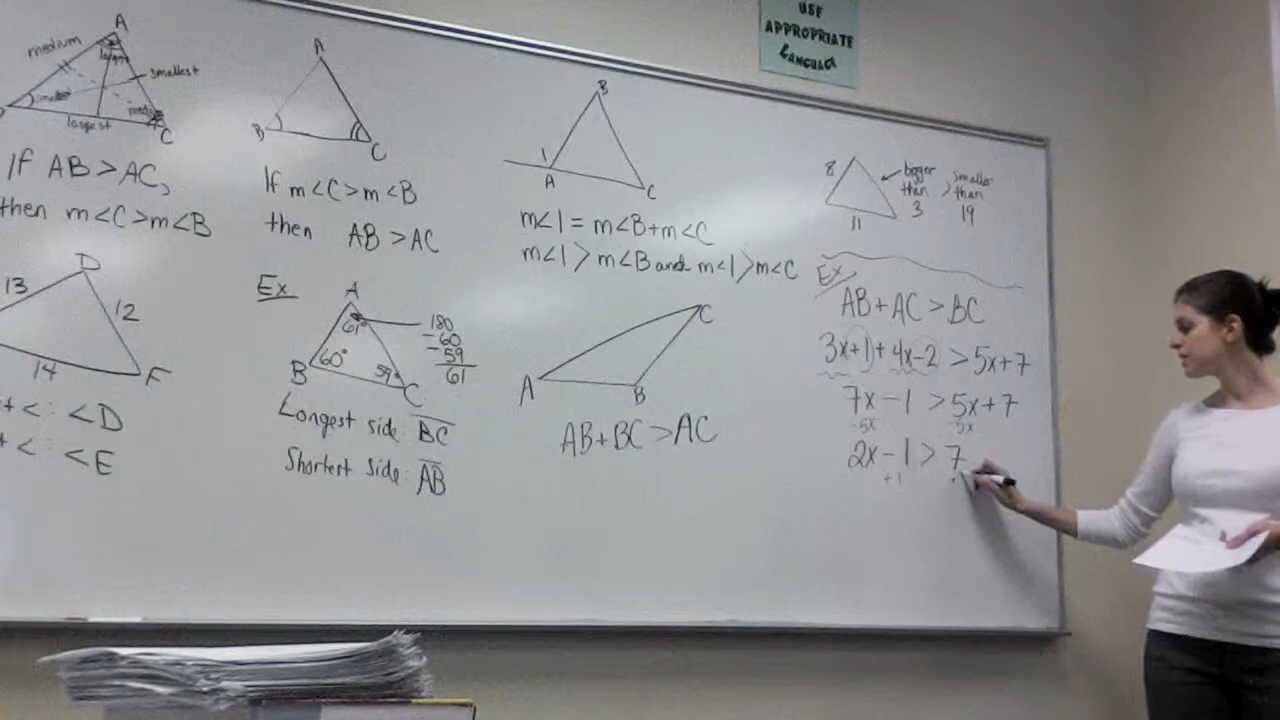 USE
APPROPRIATE
LANGUAGE
A
medium
largest
smallest
smallest
medium
largest
C
If AB > AC,
then m<C > m<B
D
13
12
14
F
<: <D
<: <E
A
B
C
If m<C > m<B
then AB > AC
Ex
A
61°
B
60°
59°
C
180
-60
-59
61
Longest side: BC
Shortest side: AB
B
1
A
C
m<1 = m<B + m<C
m<1 > m<B and m<1 > m<C
C
A
B
AB + BC > AC
8
11
bigger
than
3
, smaller
than
19
Ex
AB + AC > BC
3x+1 + 4x-2 > 5x+7
7x - 1 > 5x + 7
-5x -5x
2x - 1 > 7
+1